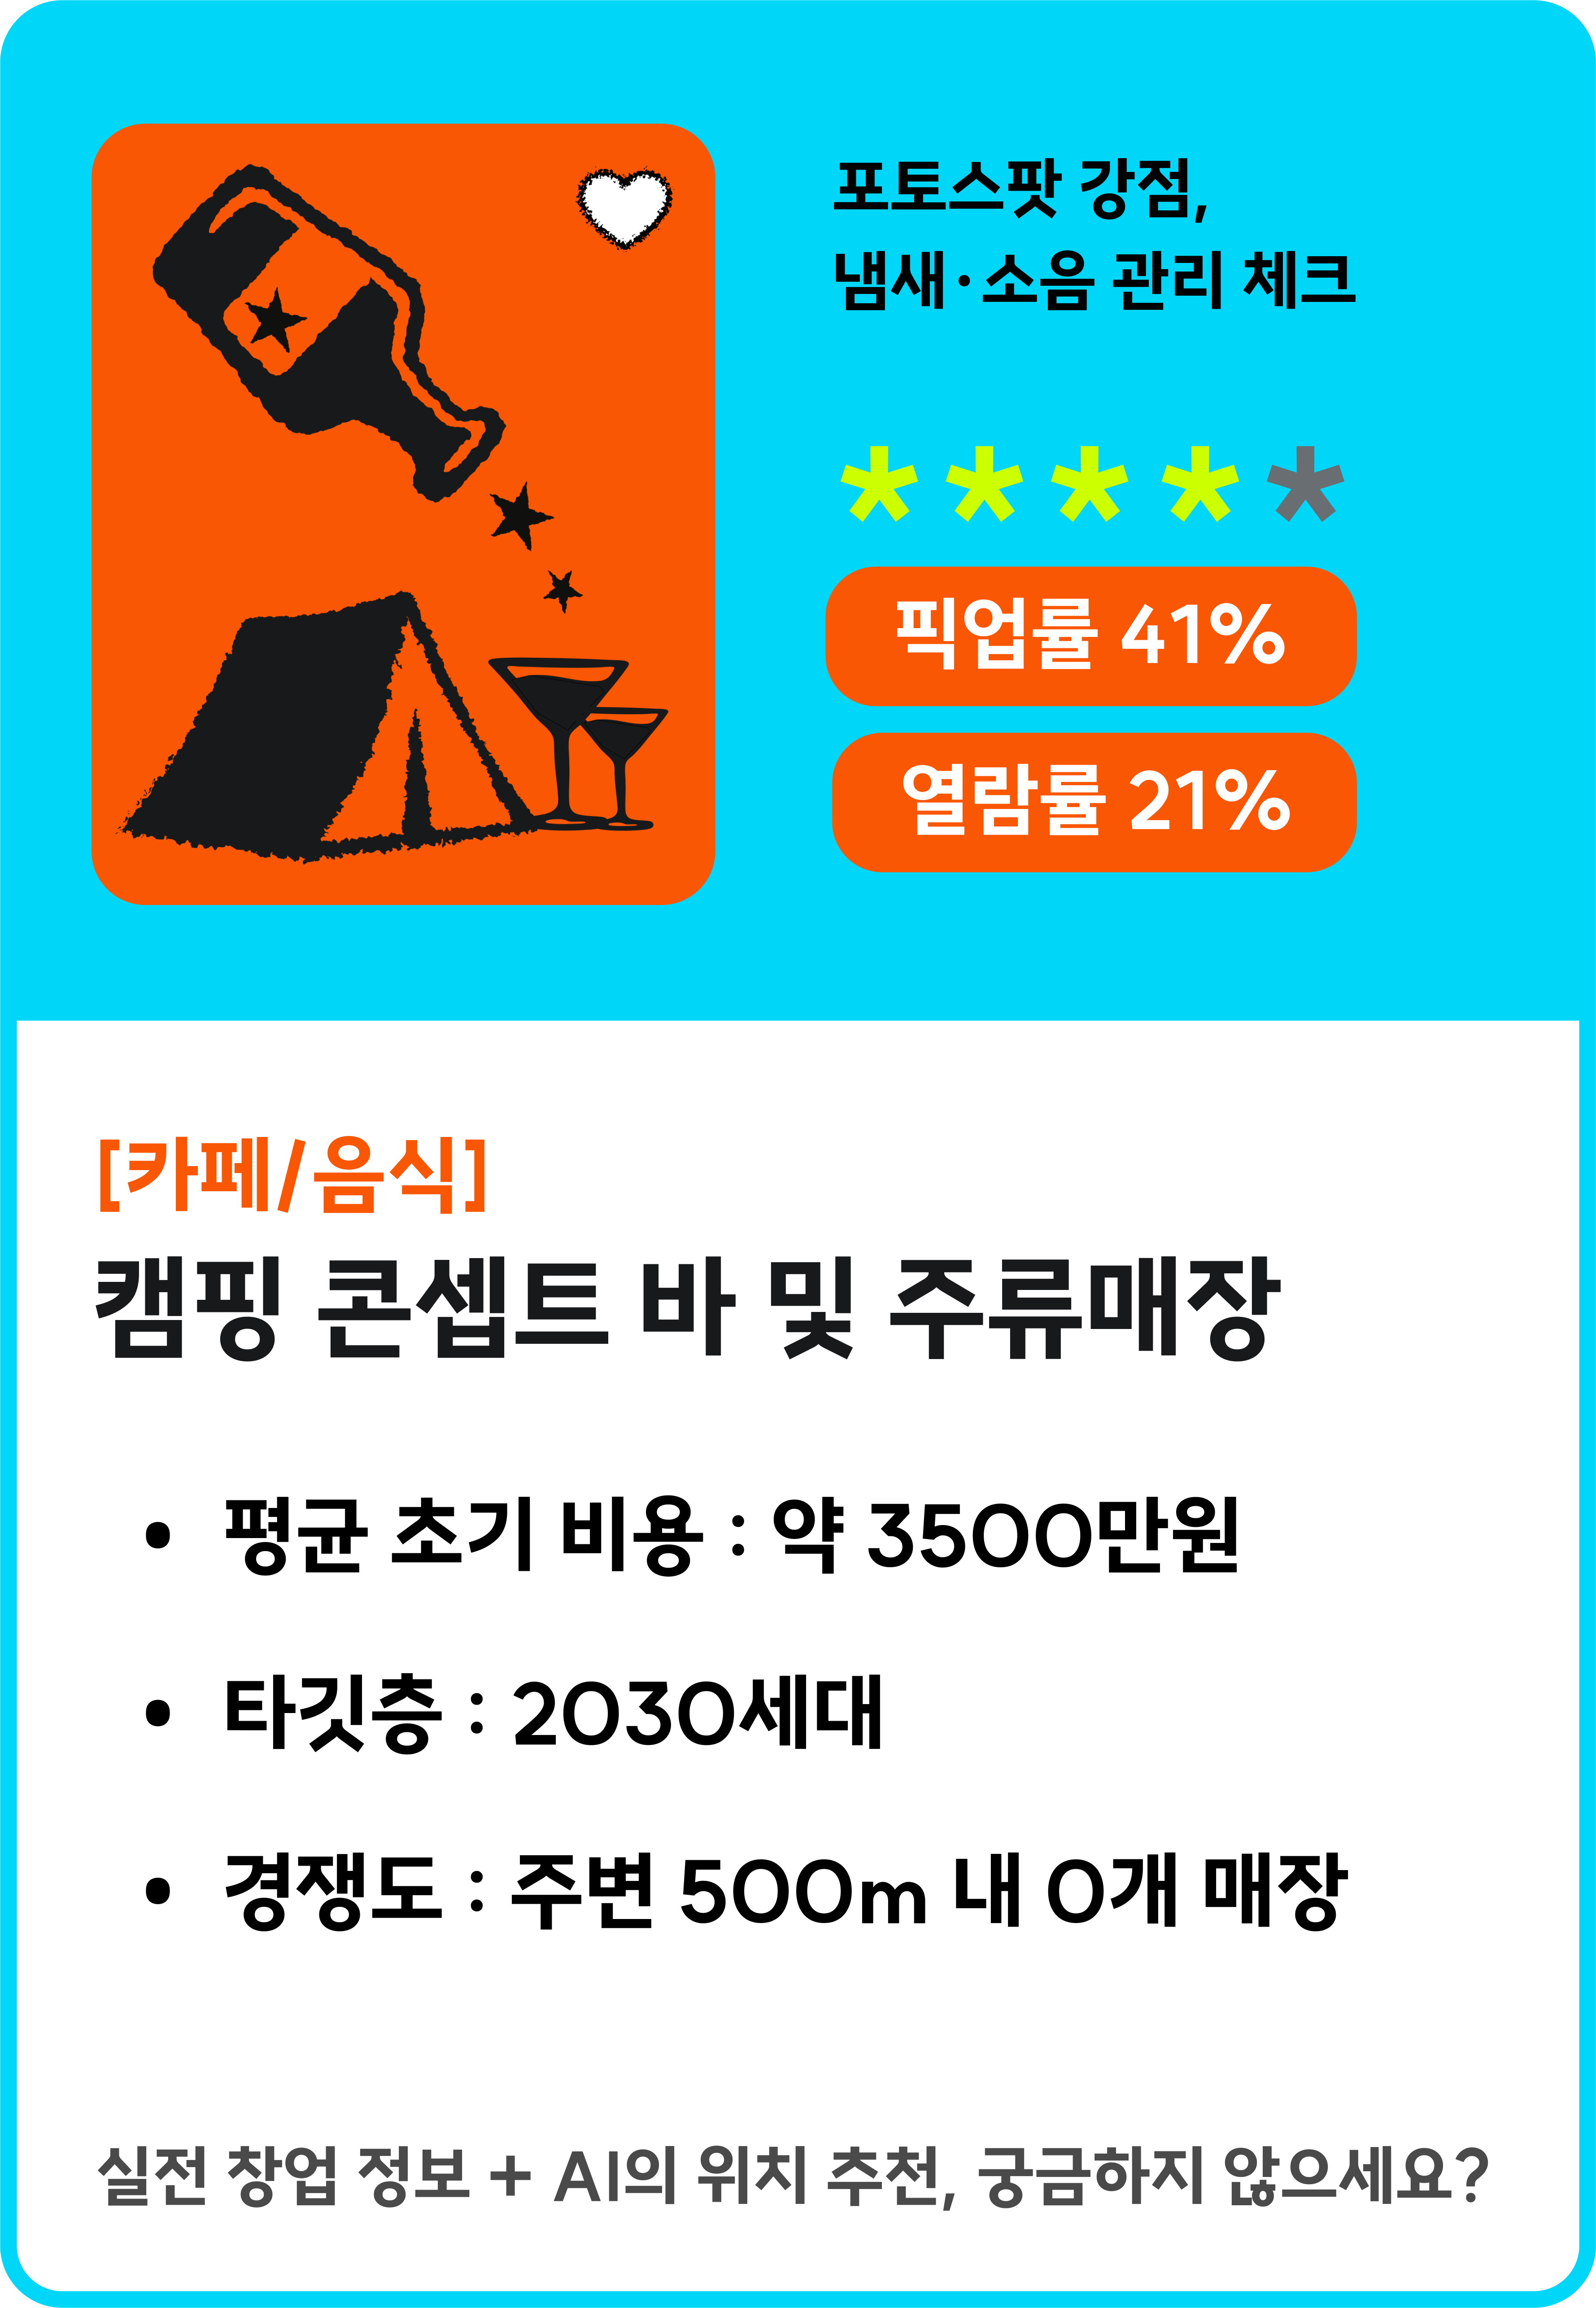 포토스팟 강점,
냄새·소음 관리 체크
* * * * *
픽업률 41%
열람률 21%
[카페/음식]
캠핑 콘셉트 바 및 주류매장
• 평균 초기 비용 : 약 3500만원
• 타깃층 : 2030세대
• 경쟁도 : 주변 500m 내 0개 매장
실전 창업 정보 + AI의 위치 추천, 궁금하지 않으세요?